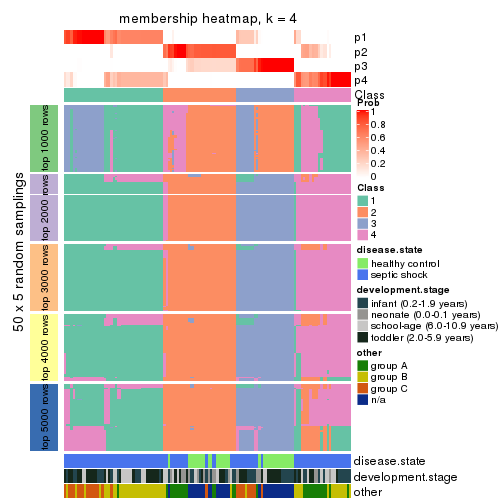 membership heatmap, k = 4
p1
p2
p3
p4
Class
Prob
1
0.8
0.6
0.4
0.2
0
Class
1
2
3
4
disease.state
healthy control
septic shock
development.stage
infant (0.2-1.9 years)
neonate (0.0-0.1 years)
school-age (6.0-10.9 years)
toddler (2.0-5.9 years)
other
group A
group B
group C
n/a
50 x 5 random samplings
top 1000 rows
top 2000 rows
top 3000 rows
top 4000 rows
top 5000 rows
disease.state
development.stage
other